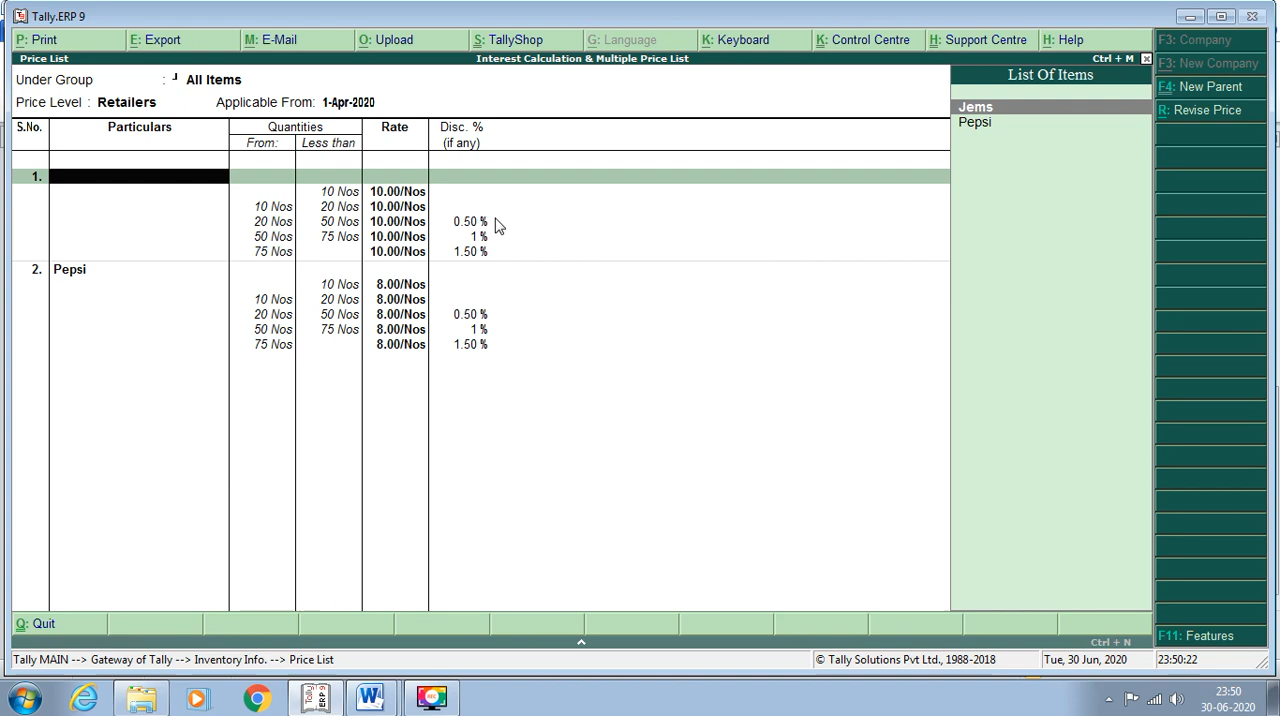 Tally.ERP 9
P: Print E: Export M: E-Mail O: Upload S: TallyShop G: Language K: Keyboard K: Control Centre H: Support Centre H: Help
F3: Company
Price List Interest Calculation & Multiple Price List Ctrl + M
F3: New Company
Under Group : All Items
List Of Items
F4: New Parent
Price Level : Retailers Applicable From: 1-Apr-2020
Jems
R: Revise Price
Pepsi
S.No. Particulars Quantities Rate Disc. %
From: Less than (if any)
1.
10 Nos 10.00/Nos
10 Nos 20 Nos 10.00/Nos
20 Nos 50 Nos 10.00/Nos 0.50 %
50 Nos 75 Nos 10.00/Nos 1 %
75 Nos 10.00/Nos 1.50 %
2. Pepsi
10 Nos 8.00/Nos
10 Nos 20 Nos 8.00/Nos
20 Nos 50 Nos 8.00/Nos 0.50 %
50 Nos 75 Nos 8.00/Nos 1 %
75 Nos 8.00/Nos 1.50 %
Q: Quit
F11: Features
Ctrl + N
Tally MAIN --> Gateway of Tally --> Inventory Info. --> Price List © Tally Solutions Pvt Ltd., 1988-2018 Tue, 30 Jun, 2020 23:50:22
Tally ERP 9
23:50
30-06-2020